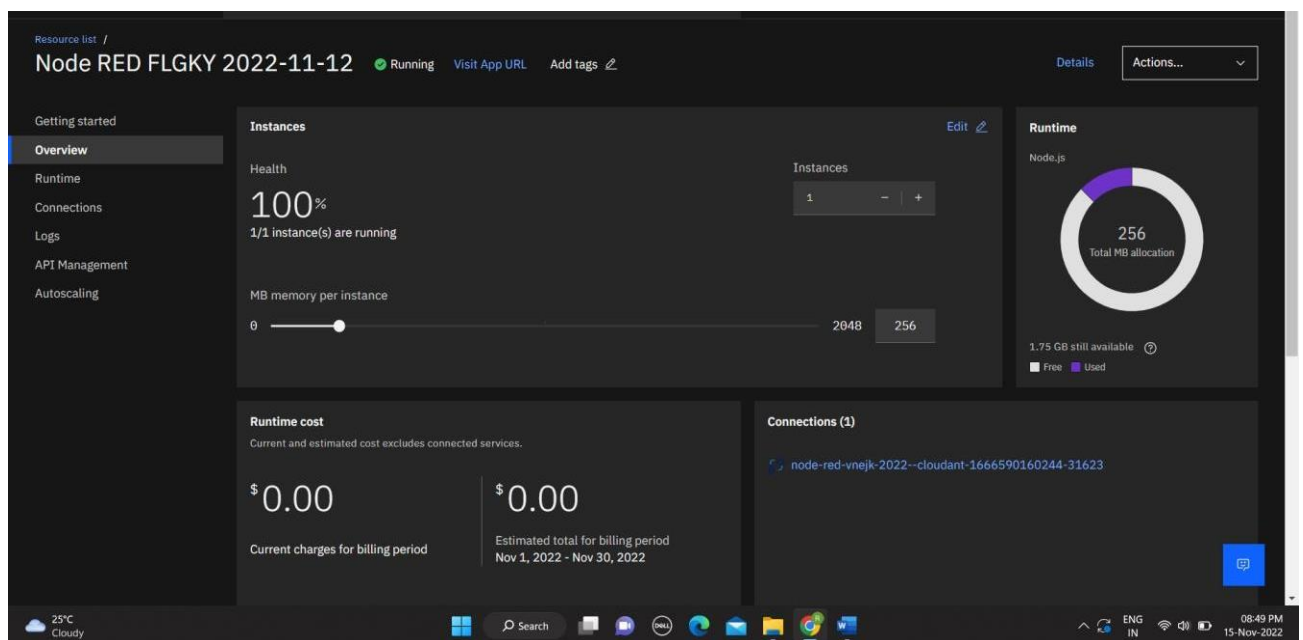 Resource list /
Node RED FLGKY 2022-11-12 Running Visit App URL Add tags
Details Actions...
Getting started
Overview
Runtime
Connections
Logs
API Management
Autoscaling
Instances
Edit
Health
100%
1/1 instance(s) are running
Instances
1 - | +
MB memory per instance
0 2048 256
Runtime
Node.js
256
Total MB allocation
1.75 GB still available
Free Used
Runtime cost
Current and estimated cost excludes connected services.
$0.00
Current charges for billing period
$0.00
Estimated total for billing period
Nov 1, 2022 - Nov 30, 2022
Connections (1)
node-red-vnejk-2022--cloudant-1666590160244-31623
25°C
Cloudy
Search
DELL
W
ENG
IN
08:49 PM
15-Nov-2022